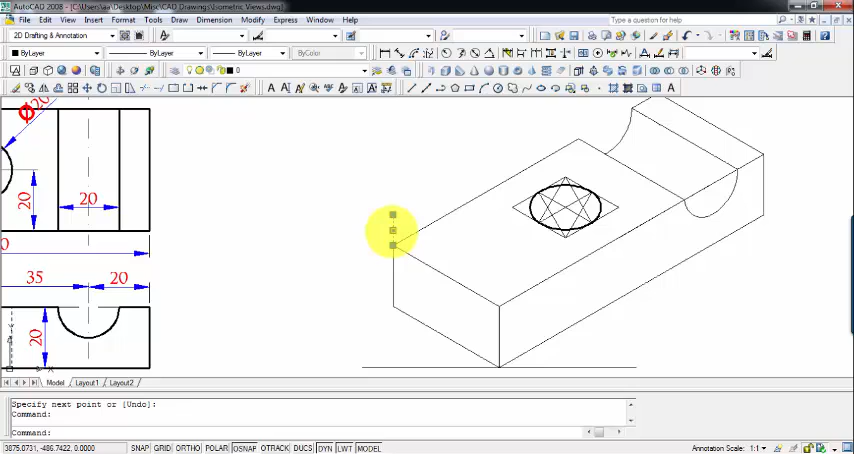 AutoCAD 2008 - [C:\Users\aa\Desktop\Misc\CAD Drawings\Isometric Views.dwg]
File Edit View Insert Format Tools Draw Dimension Modify Express Window Help
Type a question for help
2D Drafting & Annotation
ByLayer ByLayer ByLayer ByColor
0
Ø20
20
20
0
35
20
20
Y
X
Model Layout1 Layout2
Specify next point or [Undo]:
Command:
Command:
3875.0731, -486.7422, 0.0000 SNAP GRID ORTHO POLAR OSNAP OTRACK DUCS DYN LWT MODEL Annotation Scale: 1:1